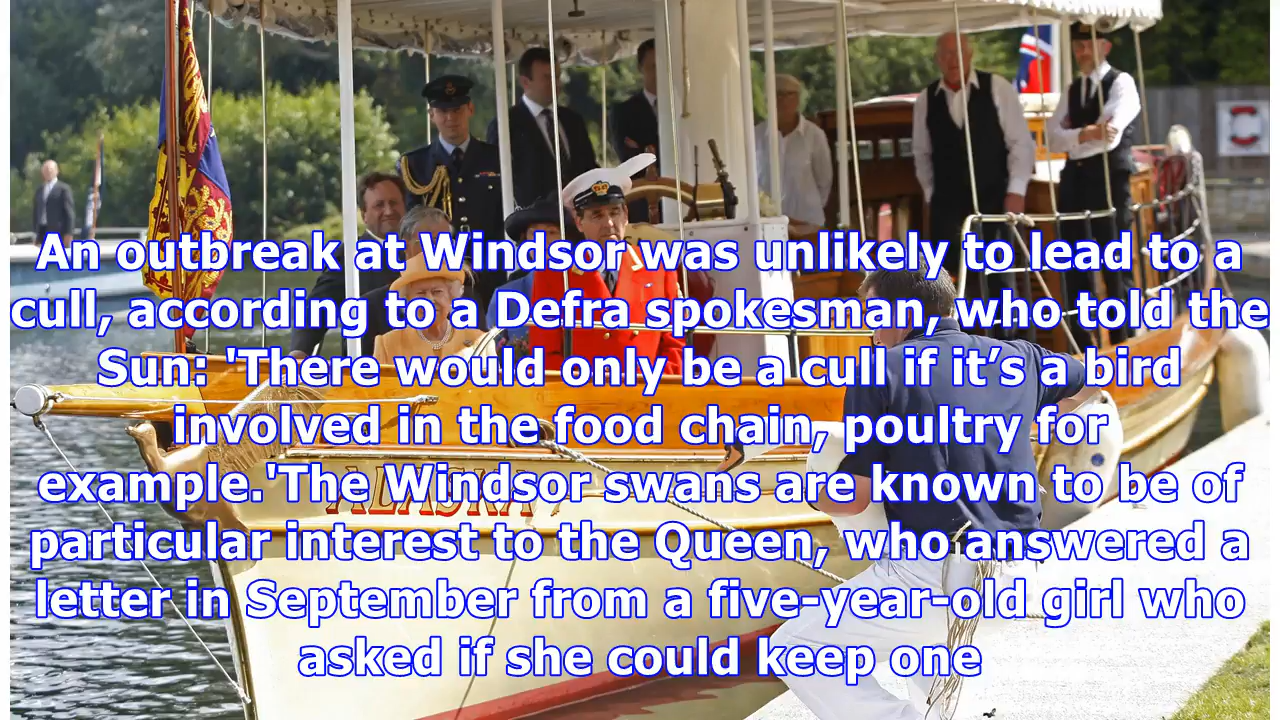 An outbreak at Windsor was unlikely to lead to a
cull, according to a Defra spokesman, who told the
Sun: 'There would only be a cull if it’s a bird
involved in the food chain, poultry for
example.'The Windsor swans are known to be of
particular interest to the Queen, who answered a
letter in September from a five-year-old girl who
asked if she could keep one
ALASKA